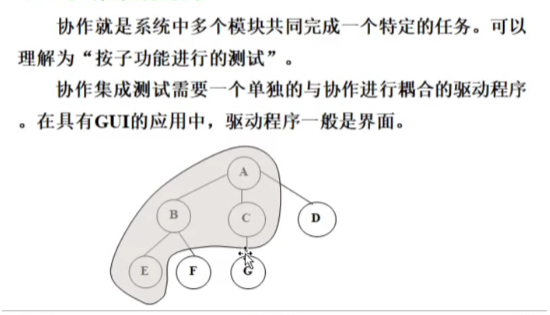 协作就是系统中多个模块共同完成一个特定的任务。可以
理解为“按子功能进行的测试”。
协作集成测试需要一个单独的与协作进行耦合的驱动程序
。在具有GUI的应用中，驱动程序一般是界面。
A
B
C
D
E
F
G